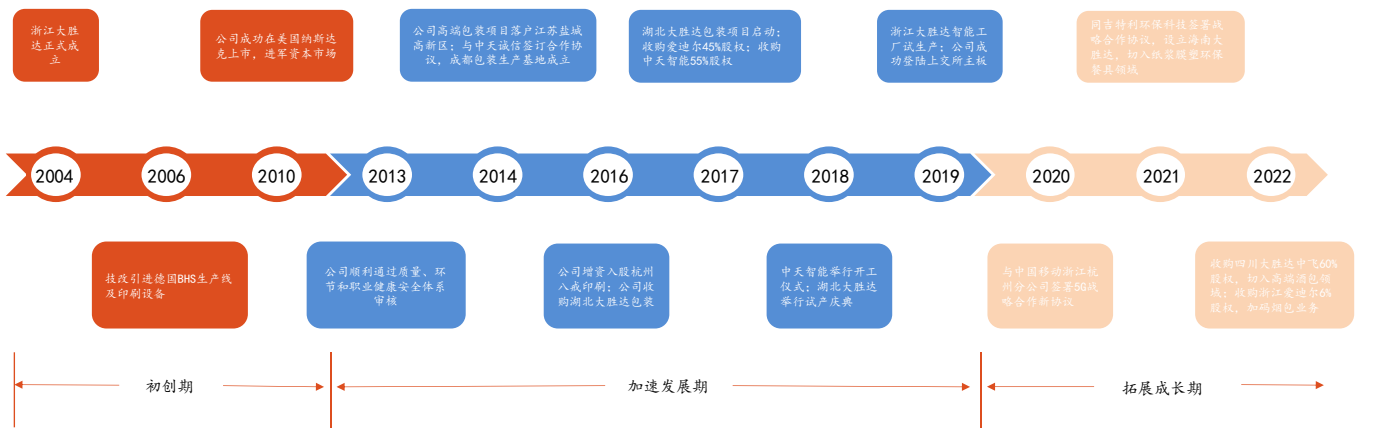 浙江大胜
达正式成
立
公司成功在美国纳斯达
克上市，进军资本市场
公司高端包装项目落户江苏盐城
高新区；与中天诚信签订合作协
议，成都包装生产基地成立
湖北大胜达包装项目启动；
收购爱迪尔45%股权；收购
中天智能55%股权
浙江大胜达智能工
厂试生产；公司成
功登陆上交所主板
同吉特利环保科技签署战
略合作协议，设立海南大
胜达，切入纸浆膜塑环保
餐具领域
2004
2006
2010
2013
2014
2016
2017
2018
2019
2020
2021
2022
技改引进德国BHS生产线
及印刷设备
公司顺利通过质量、环
节和职业健康安全体系
审核
公司增资入股杭州
八戒印刷；公司收
购湖北大胜达包装
中天智能举行开工
仪式；湖北大胜达
举行试产庆典
与中国移动浙江杭
州分公司签署5G战
略合作新协议
收购四川大胜达中飞60%
股权，切入高端酒包领
域；收购浙江爱迪尔6%
股权，加码烟包业务
初创期
加速发展期
拓展成长期